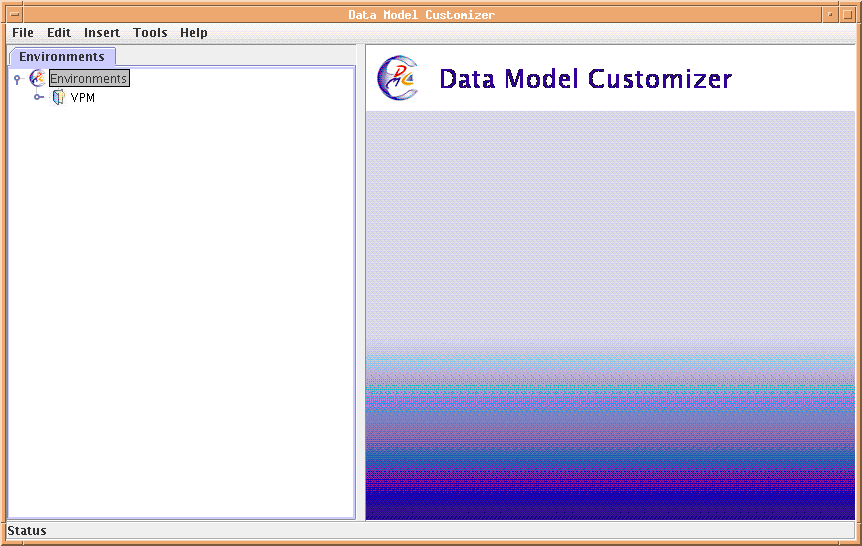 Data Model Customizer
File Edit Insert Tools Help
Environments
Environments
VPM
Data Model Customizer
Status